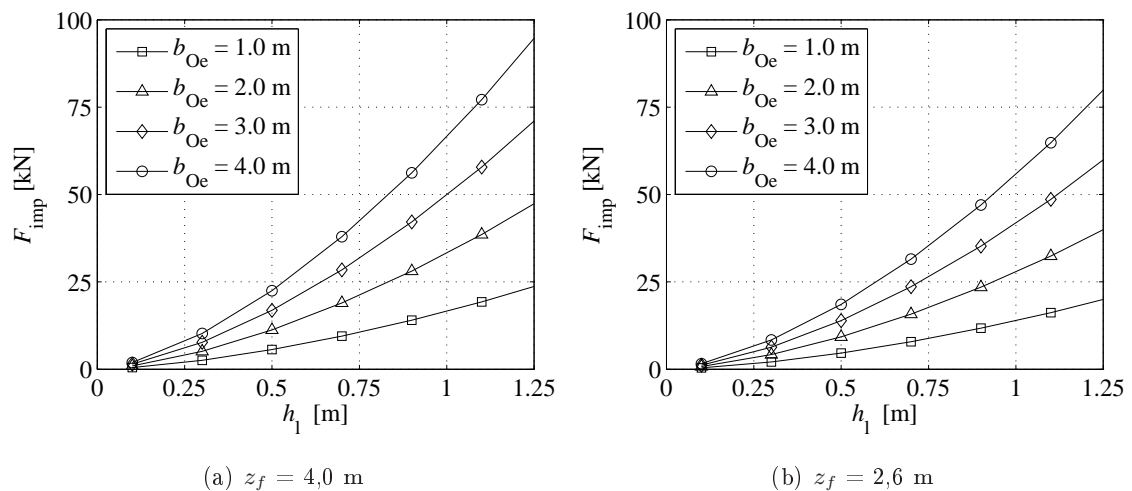 100
75
50
25
0
F_imp [kN]
b_Oe = 1.0 m
b_Oe = 2.0 m
b_Oe = 3.0 m
b_Oe = 4.0 m
0 0.25 0.5 0.75 1 1.25
h_l [m]
(a) z_f = 4,0 m
100
75
50
25
0
F_imp [kN]
b_Oe = 1.0 m
b_Oe = 2.0 m
b_Oe = 3.0 m
b_Oe = 4.0 m
0 0.25 0.5 0.75 1 1.25
h_l [m]
(b) z_f = 2,6 m